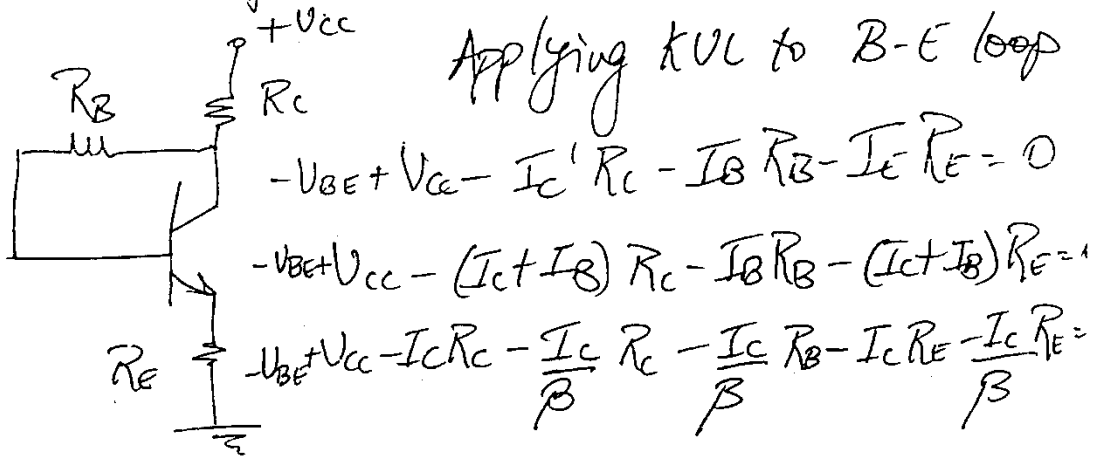 +VCC
Applying KVL to B-E loop
RB
RC
-VBE + VCC - IC' RC - IB RB - IE RE = 0
-VBE + VCC - (IC + IB) RC - IB RB - (IC + IB) RE =
RE
-VBE + VCC - IC RC - IC/β RC - IC/β RB - IC RE - IC/β RE =